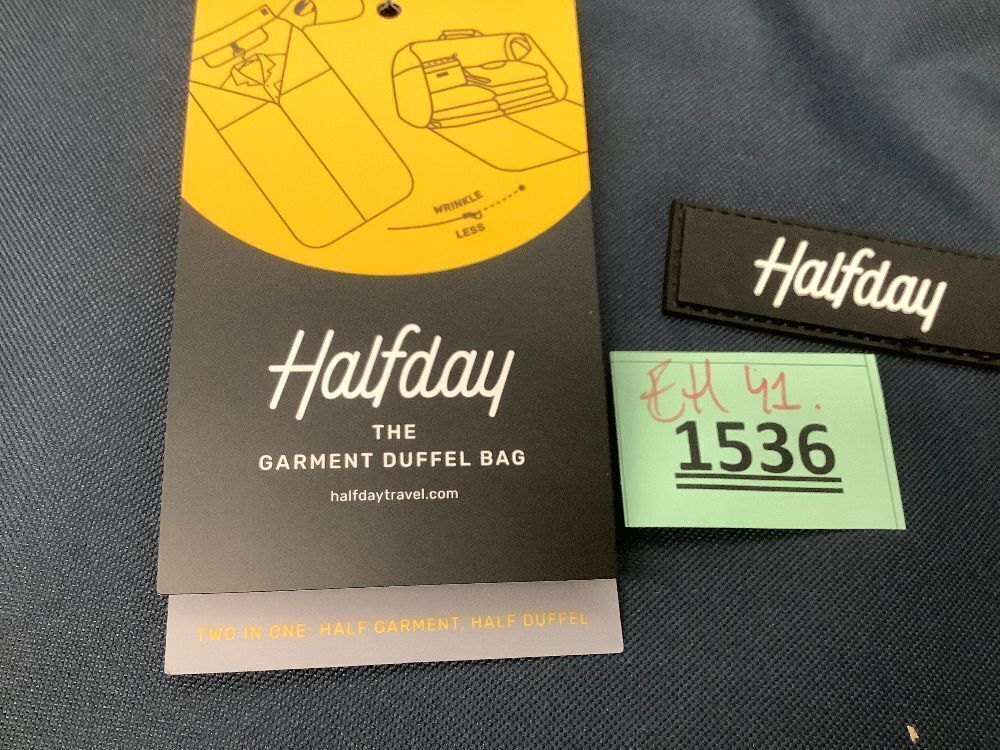 WRINKLE
LESS
Halfday
THE
GARMENT DUFFEL BAG
halfdaytravel.com
TWO IN ONE: HALF GARMENT, HALF DUFFEL
Halfday
EH 41.
1536